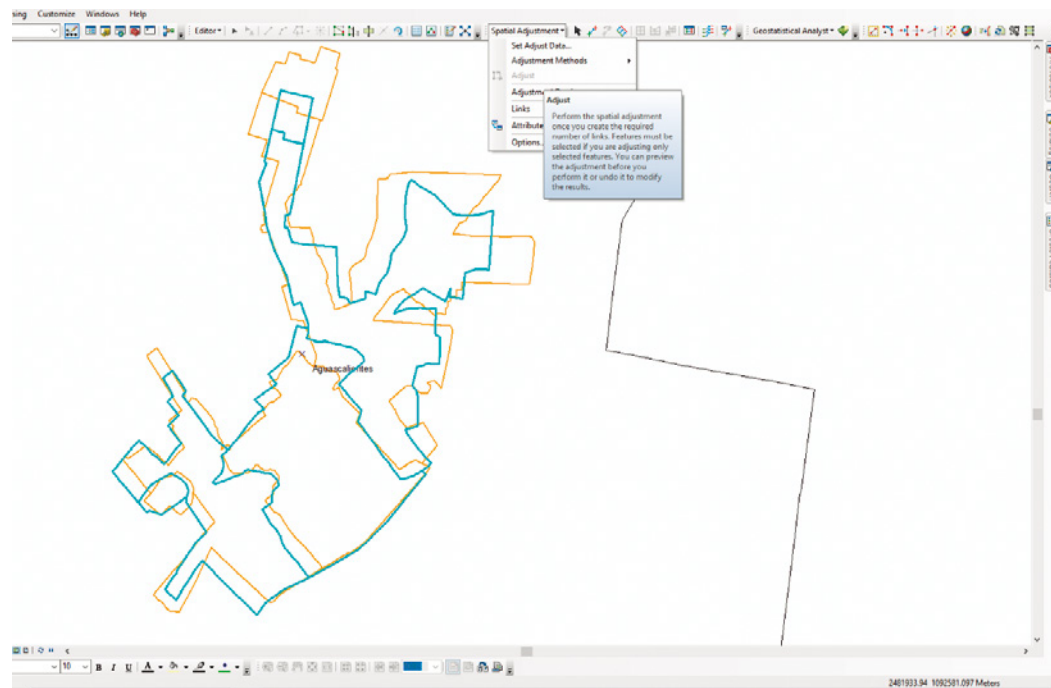 sing Customize Windows Help
Editor
Spatial Adjustment
Geostatistical Analyst
Set Adjust Data...
Adjustment Methods
Adjust
Links
Attribute
Options...
Adjust
Perform the spatial adjustment
once you create the required
number of links. Features must be
selected if you are adjusting only
selected features. You can preview
the adjustment before you
perform it or undo it to modify
the results.
Aguascalientes
10 B I U A
2481933.94 1092581.097 Meters